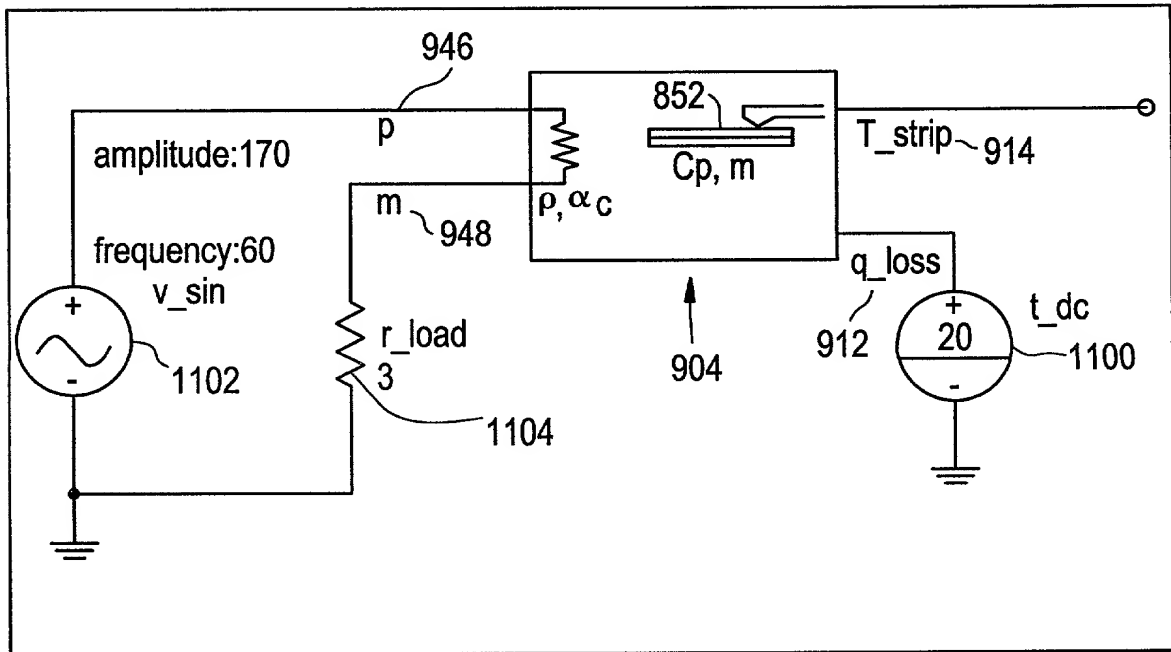 946
852
p
T_strip
914
amplitude:170
Cp, m
m
ρ, αc
948
frequency:60
q_loss
v_sin
+
+
t_dc
r_load
912
20
3
904
1100
-
1102
-
1104